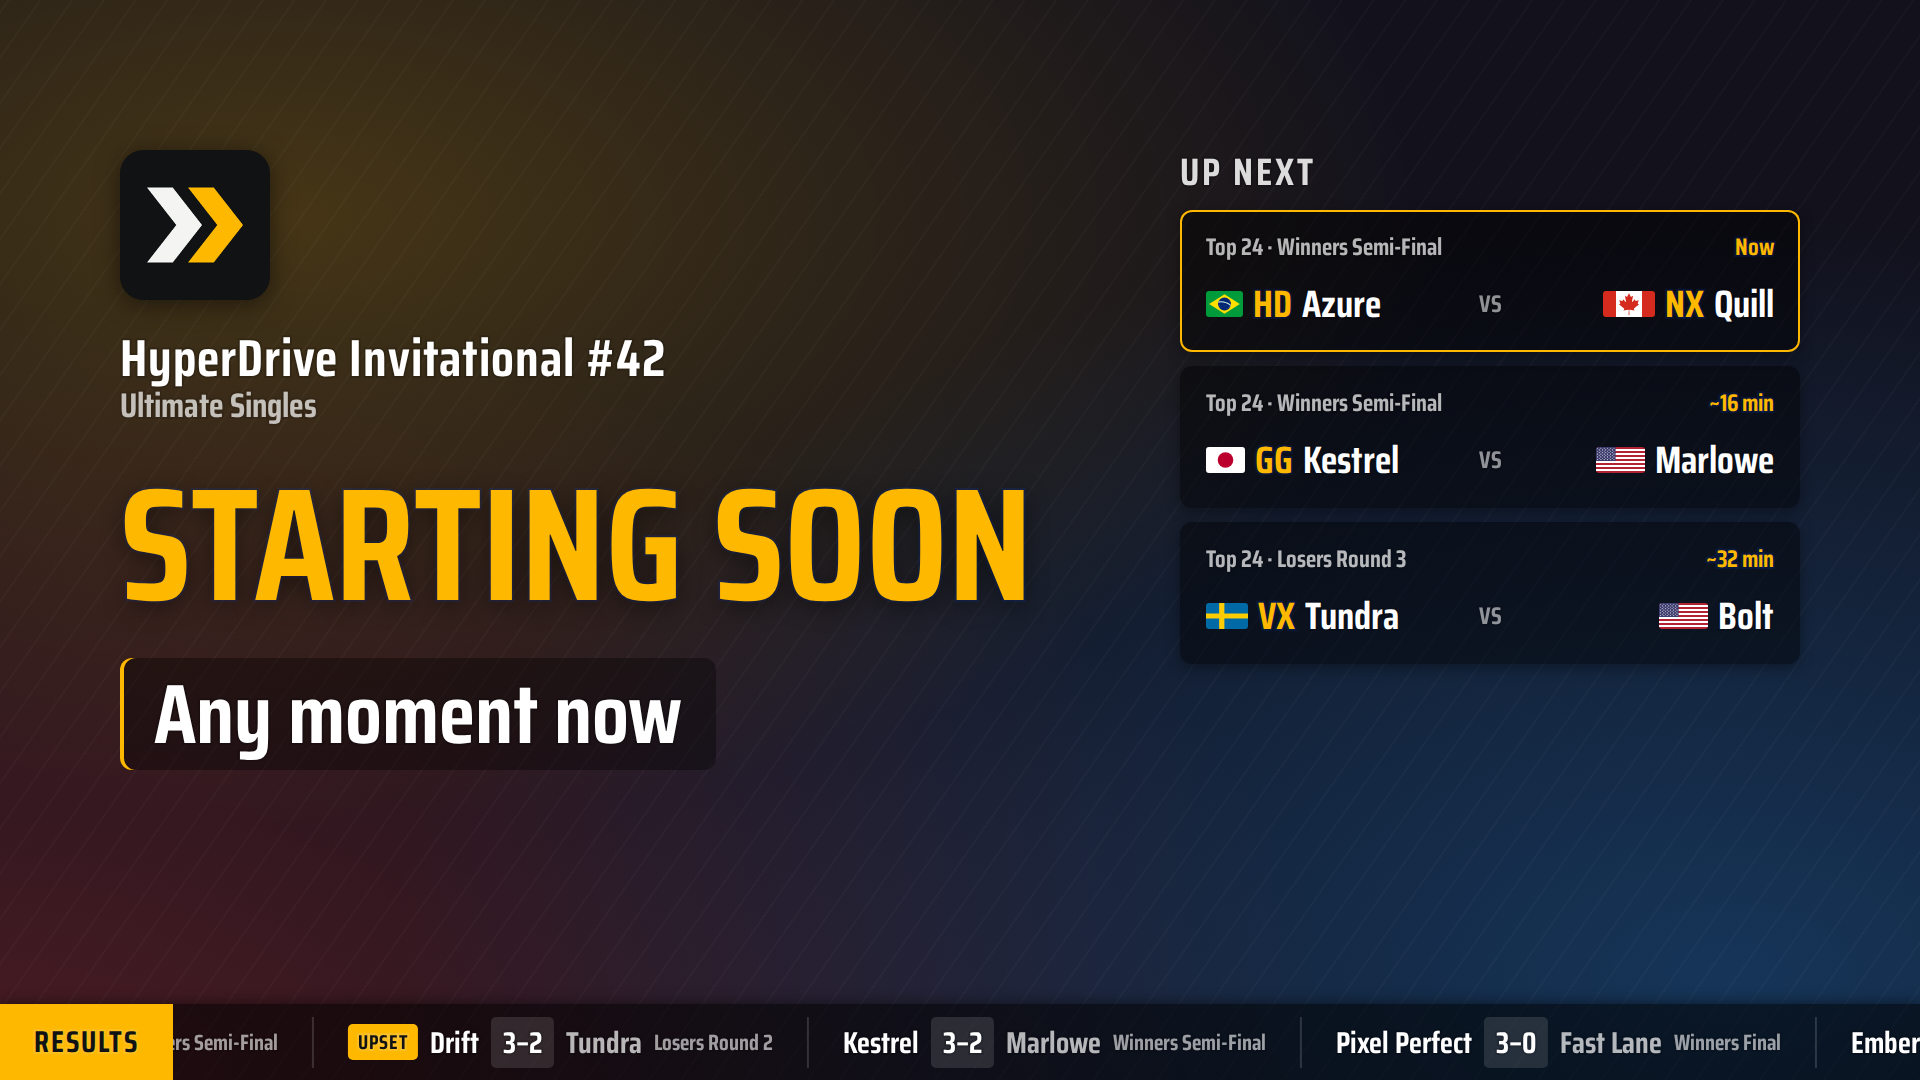 HyperDrive Invitational #42
Ultimate Singles
STARTING SOON
Any moment now
UP NEXT
Top 24 · Winners Semi-Final Now
HD Azure VS NX Quill
Top 24 · Winners Semi-Final ~16 min
GG Kestrel VS Marlowe
Top 24 · Losers Round 3 ~32 min
VX Tundra VS Bolt
RESULTS ers Semi-Final UPSET Drift 3–2 Tundra Losers Round 2 Kestrel 3–2 Marlowe Winners Semi-Final Pixel Perfect 3–0 Fast Lane Winners Final Ember